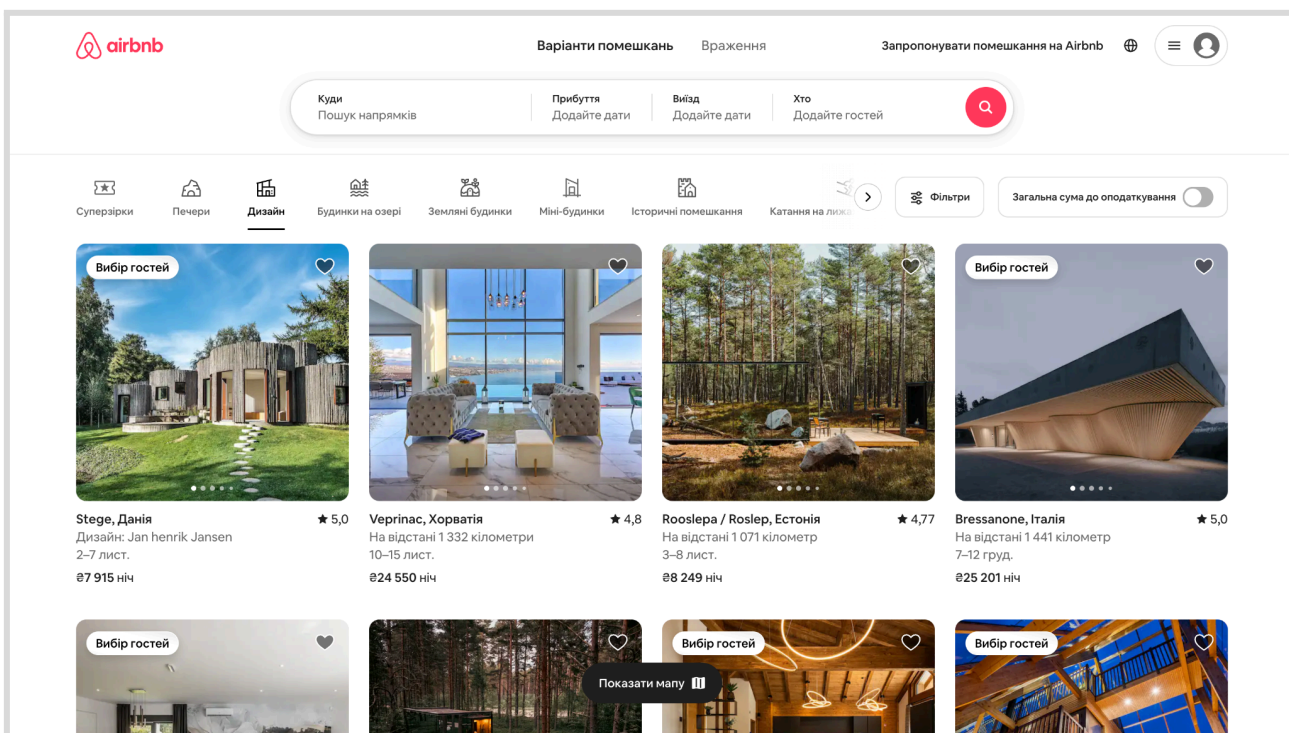 airbnb
Варіанти помешкань
Враження
Запропонувати помешкання на Airbnb
Куди
Пошук напрямків
Прибуття
Додайте дати
Виїзд
Додайте дати
Хто
Додайте гостей
Суперзірки
Печери
Дизайн
Будинки на озері
Земляні будинки
Міні-будинки
Історичні помешкання
Катання на лижа
Фільтри
Загальна сума до оподаткування
Вибір гостей
Вибір гостей
Stege, Данія
5,0
Дизайн: Jan henrik Jansen
2–7 лист.
₴7 915 ніч
Veprinac, Хорватія
4,8
На відстані 1 332 кілометри
10–15 лист.
₴24 550 ніч
Rooslepa / Roslep, Естонія
4,77
На відстані 1 071 кілометр
3–8 лист.
₴8 249 ніч
Bressanone, Італія
5,0
На відстані 1 441 кілометр
7–12 груд.
₴25 201 ніч
Вибір гостей
Вибір гостей
Вибір гостей
Показати мапу